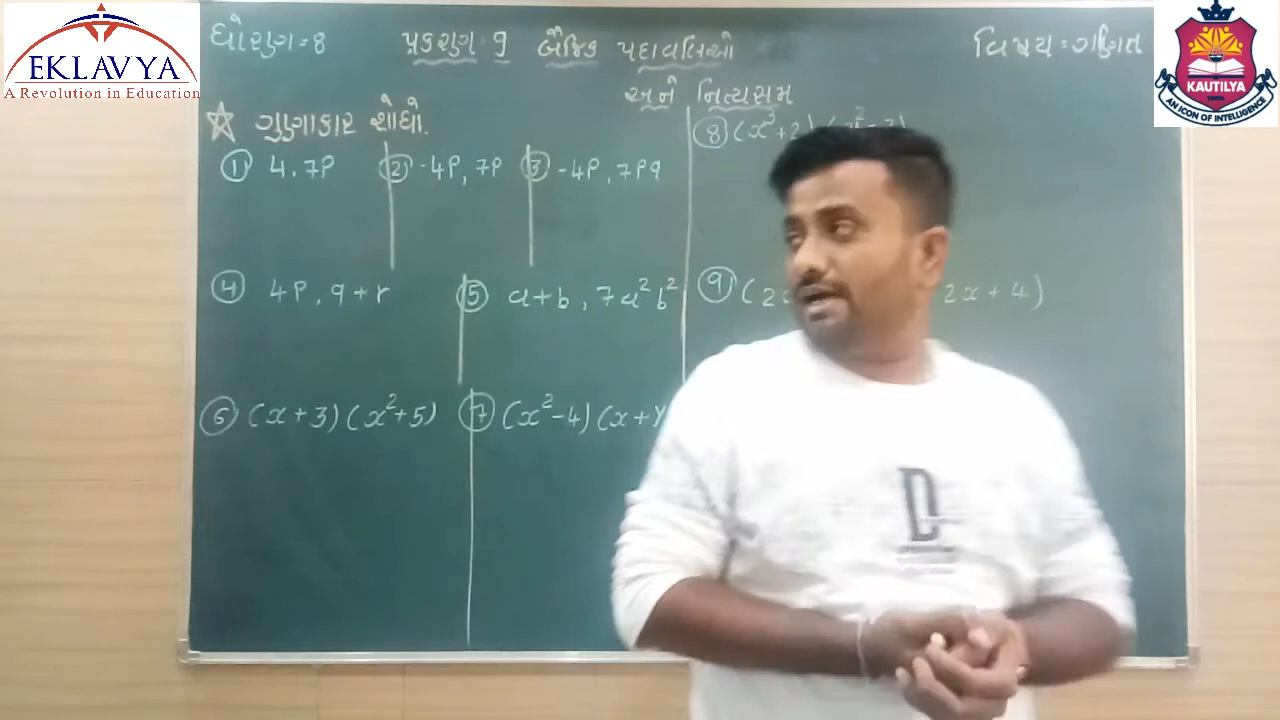 EKLAVYA
A Revolution in Education
KAUTILYA
AN ICON OF INTELLIGENCE
ધોરણ = ૪
પ્રકરણ 9 બૈજિક પદાવલિઓ
વિષય = ગણિત
અને નિત્યસમ
☆ ગુણાકાર શોધો.
① 4, 7P ② -4P, 7P ③ -4P, 7Pq
④ 4P, q + r ⑤ a + b, 7a²b²
⑥ (x + 3) (x² + 5) ⑦ (x² - 4) (x + y
⑧ (x³ + 2)
⑨ (2 2x + 4)
D